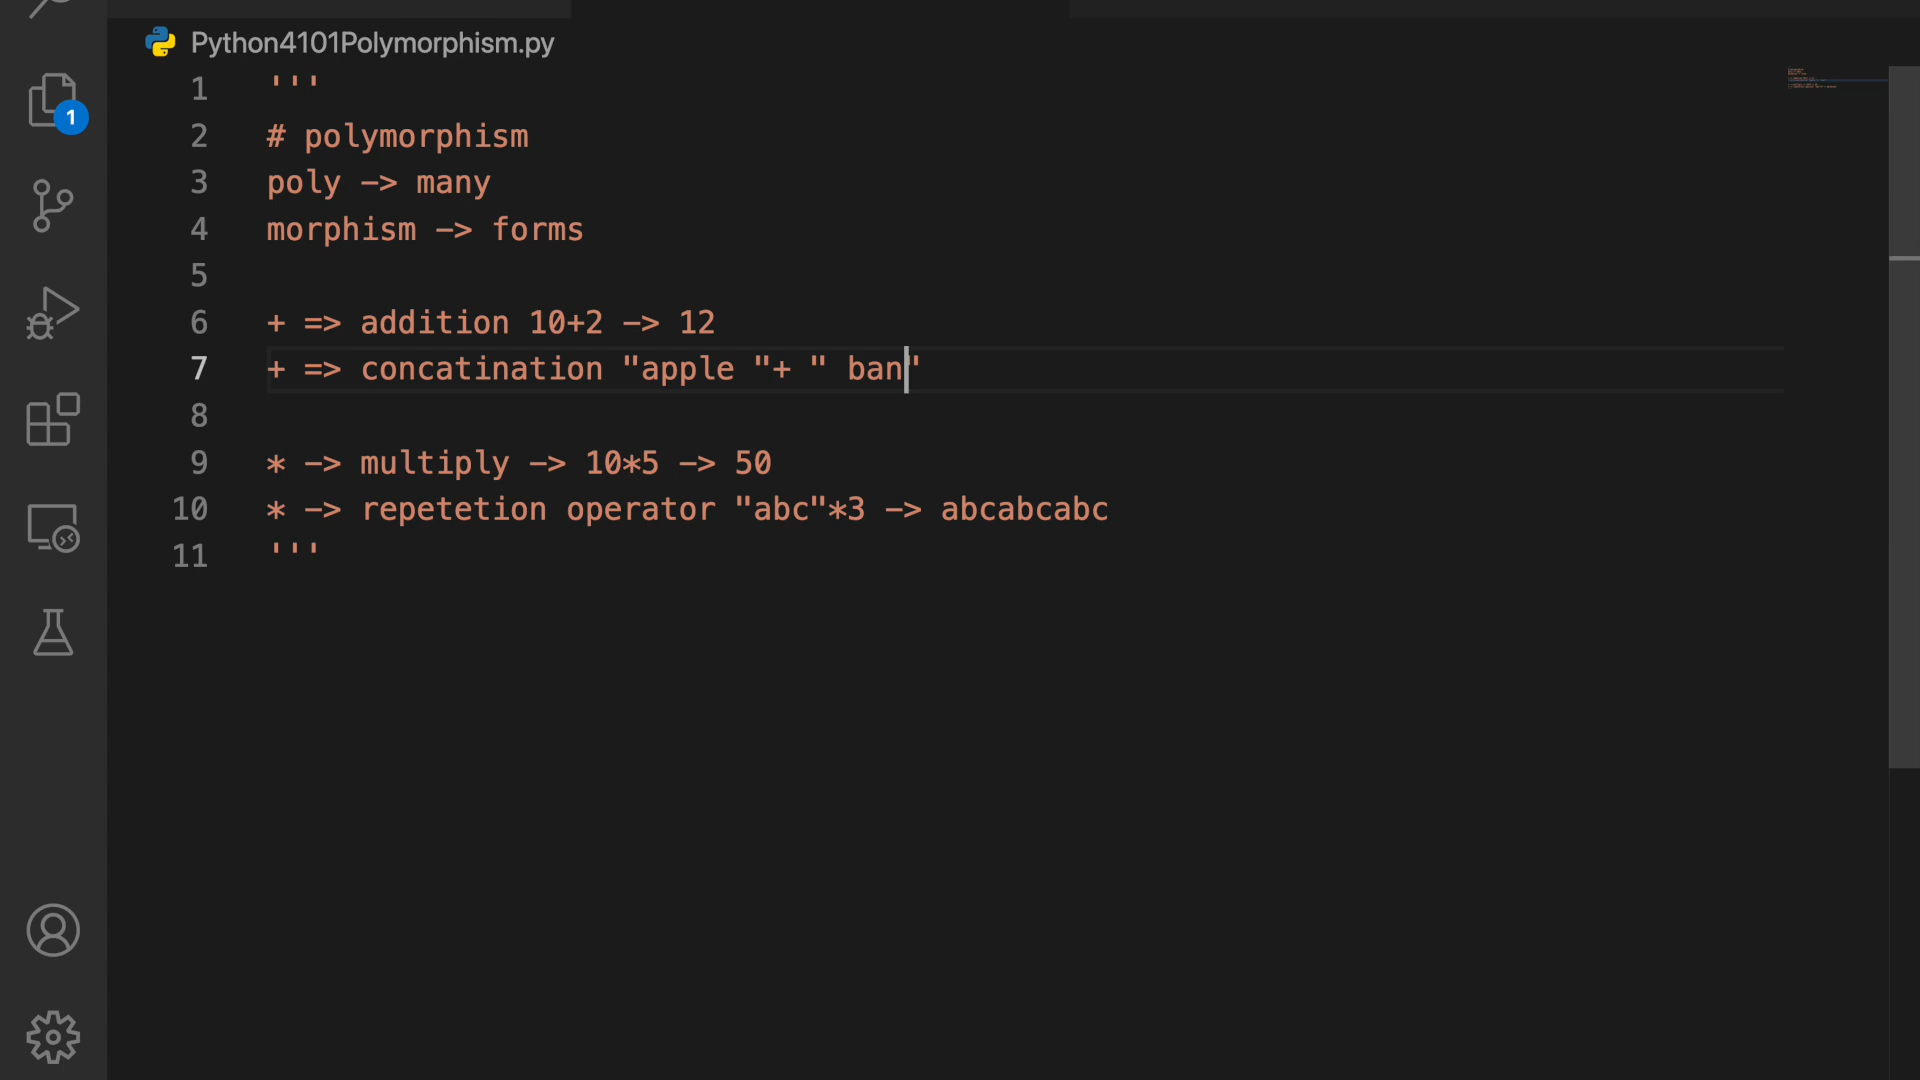 Python4101Polymorphism.py
1 '''
2 # polymorphism
3 poly -> many
4 morphism -> forms
5
6 + => addition 10+2 -> 12
7 + => concatination "apple "+ " ban"
8
9 * -> multiply -> 10*5 -> 50
10 * -> repetetion operator "abc"*3 -> abcabcabc
11 '''
1